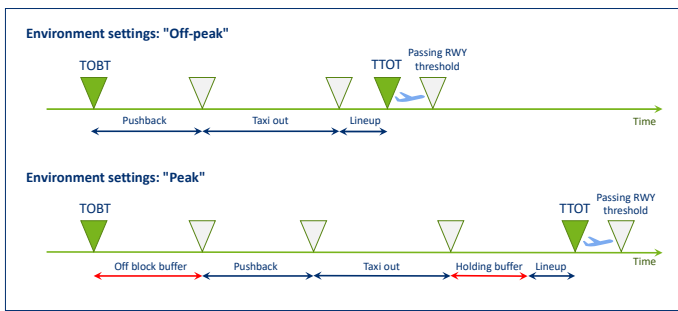 Environment settings: "Off-peak"
Passing RWY
threshold
TOBT
TTOT
Pushback
Taxi out
Lineup
Time
Environment settings: "Peak"
Passing RWY
threshold
TOBT
TTOT
Time
Off block buffer
Pushback
Taxi out
Holding buffer
Lineup